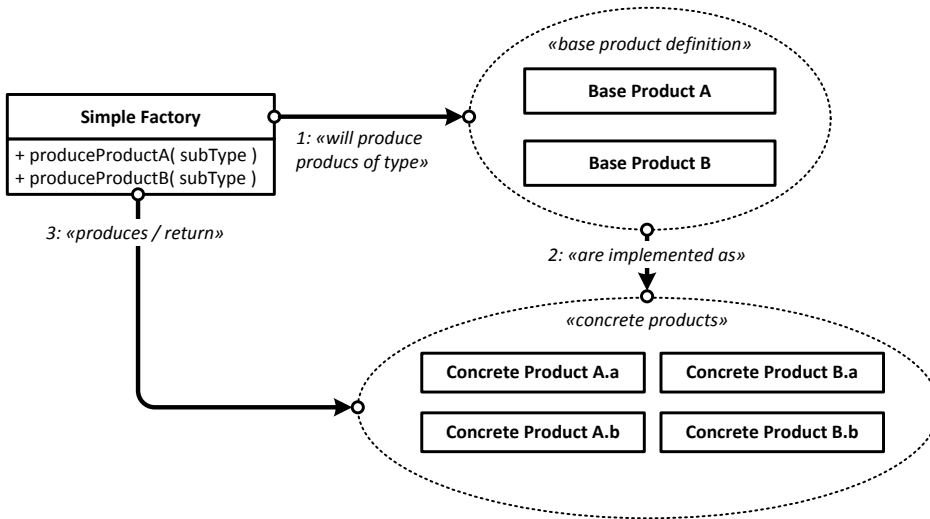 «base product definition»
Base Product A
Base Product B
Simple Factory
+ produceProductA( subType )
+ produceProductB( subType )
1: «will produce
producs of type»
3: «produces / return»
2: «are implemented as»
«concrete products»
Concrete Product A.a
Concrete Product B.a
Concrete Product A.b
Concrete Product B.b